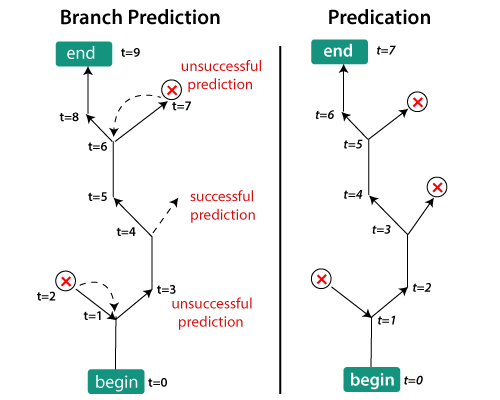 Branch Prediction
end t=9
unsuccessful
prediction
t=7
t=8
t=6
t=5
successful
prediction
t=4
t=3
t=2
t=1
unsuccessful
prediction
begin t=0
Predication
end t=7
t=6
t=5
t=4
t=3
t=2
t=1
begin t=0